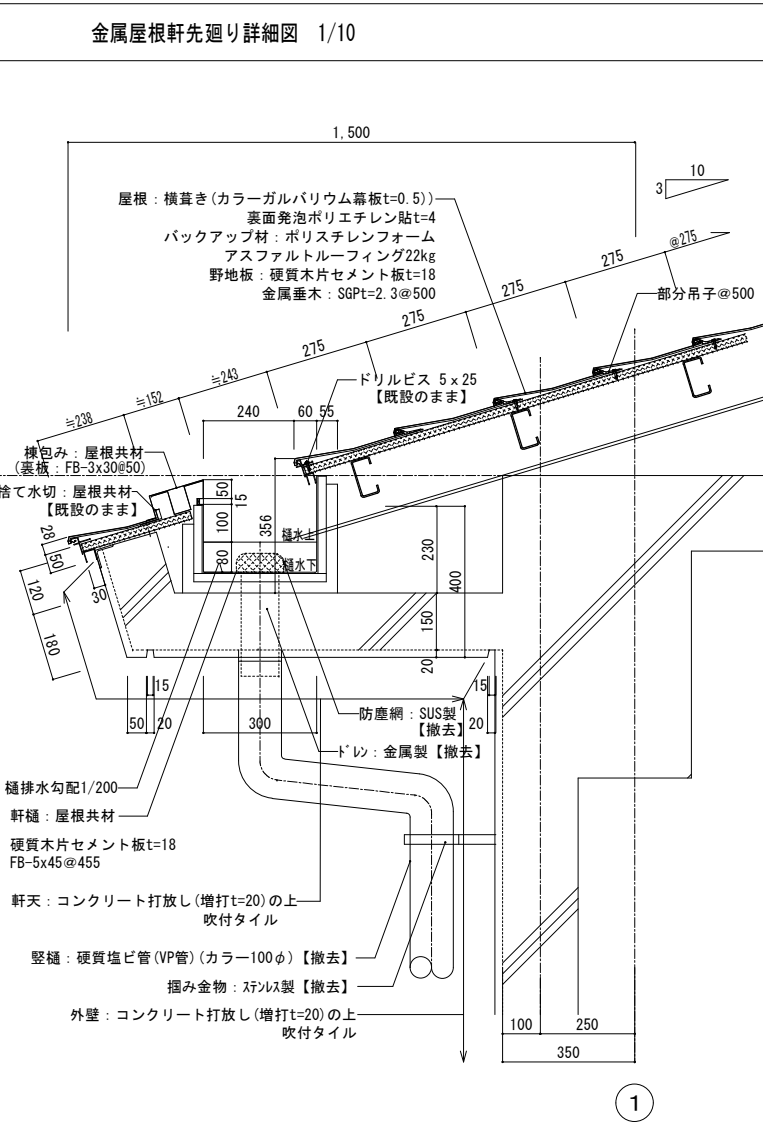 金属屋根軒先廻り詳細図 1/10
1,500
10
3
屋根：横葺き(カラーガルバリウム幕板t=0.5))
裏面発泡ポリエチレン貼t=4
バックアップ材：ポリスチレンフォーム
アスファルトルーフィング22kg
野地板：硬質木片セメント板t=18
金属垂木：SGPt=2.3@500
@275
275
275
275
275
部分吊子@500
≒243
≒152
≒238
ドリルビス 5×25
【既設のまま】
240
60
55
棟包み：屋根共材
(裏板：FB-3x30@50)
捨て水切：屋根共材
【既設のまま】
50
15
100
80
356
樋水上
樋水下
28
50
30
120
180
230
400
150
20
15
50
20
300
15
20
防塵網：SUS製
【撤去】
ドレン：金属製【撤去】
樋排水勾配1/200
軒樋：屋根共材
硬質木片セメント板t=18
FB-5x45@455
軒天：コンクリート打放し(増打t=20)の上
吹付タイル
竪樋：硬質塩ビ管(VP管)(カラー100φ)【撤去】
掴み金物：ステンレス製【撤去】
外壁：コンクリート打放し(増打t=20)の上
吹付タイル
100
250
350
1